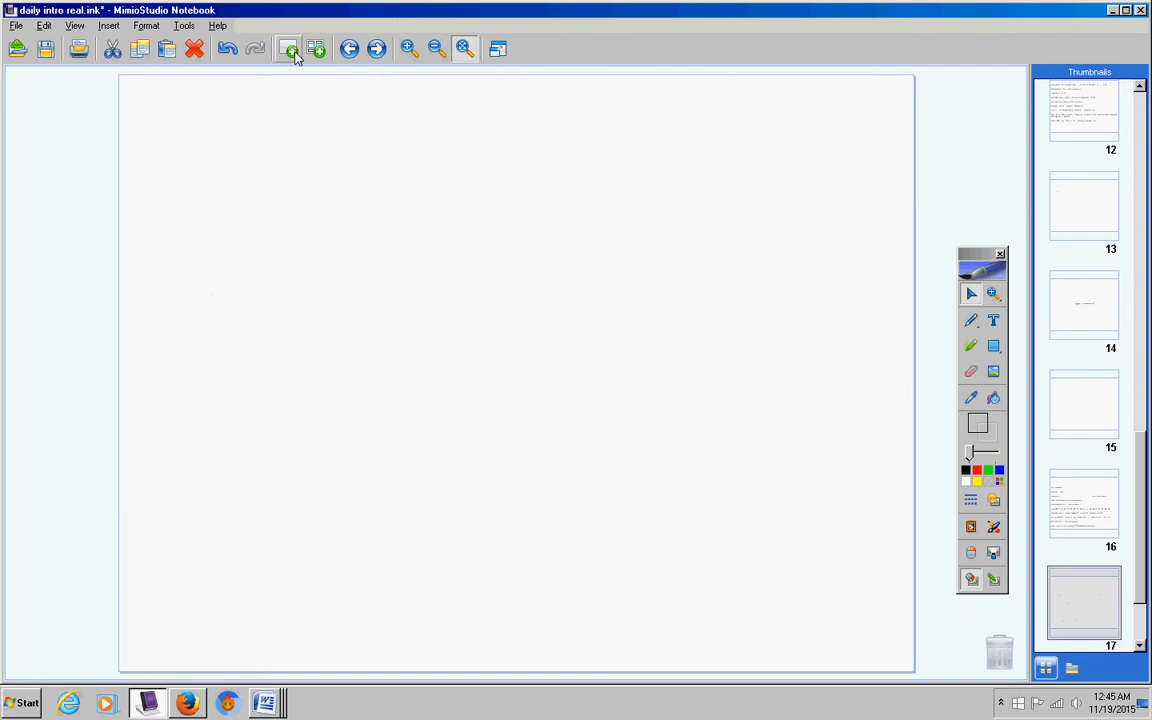 daily intro real.ink* - MimioStudio Notebook
File Edit View Insert Format Tools Help
Thumbnails
12
13
14
15
16
17
Start
12:45 AM
11/19/2015